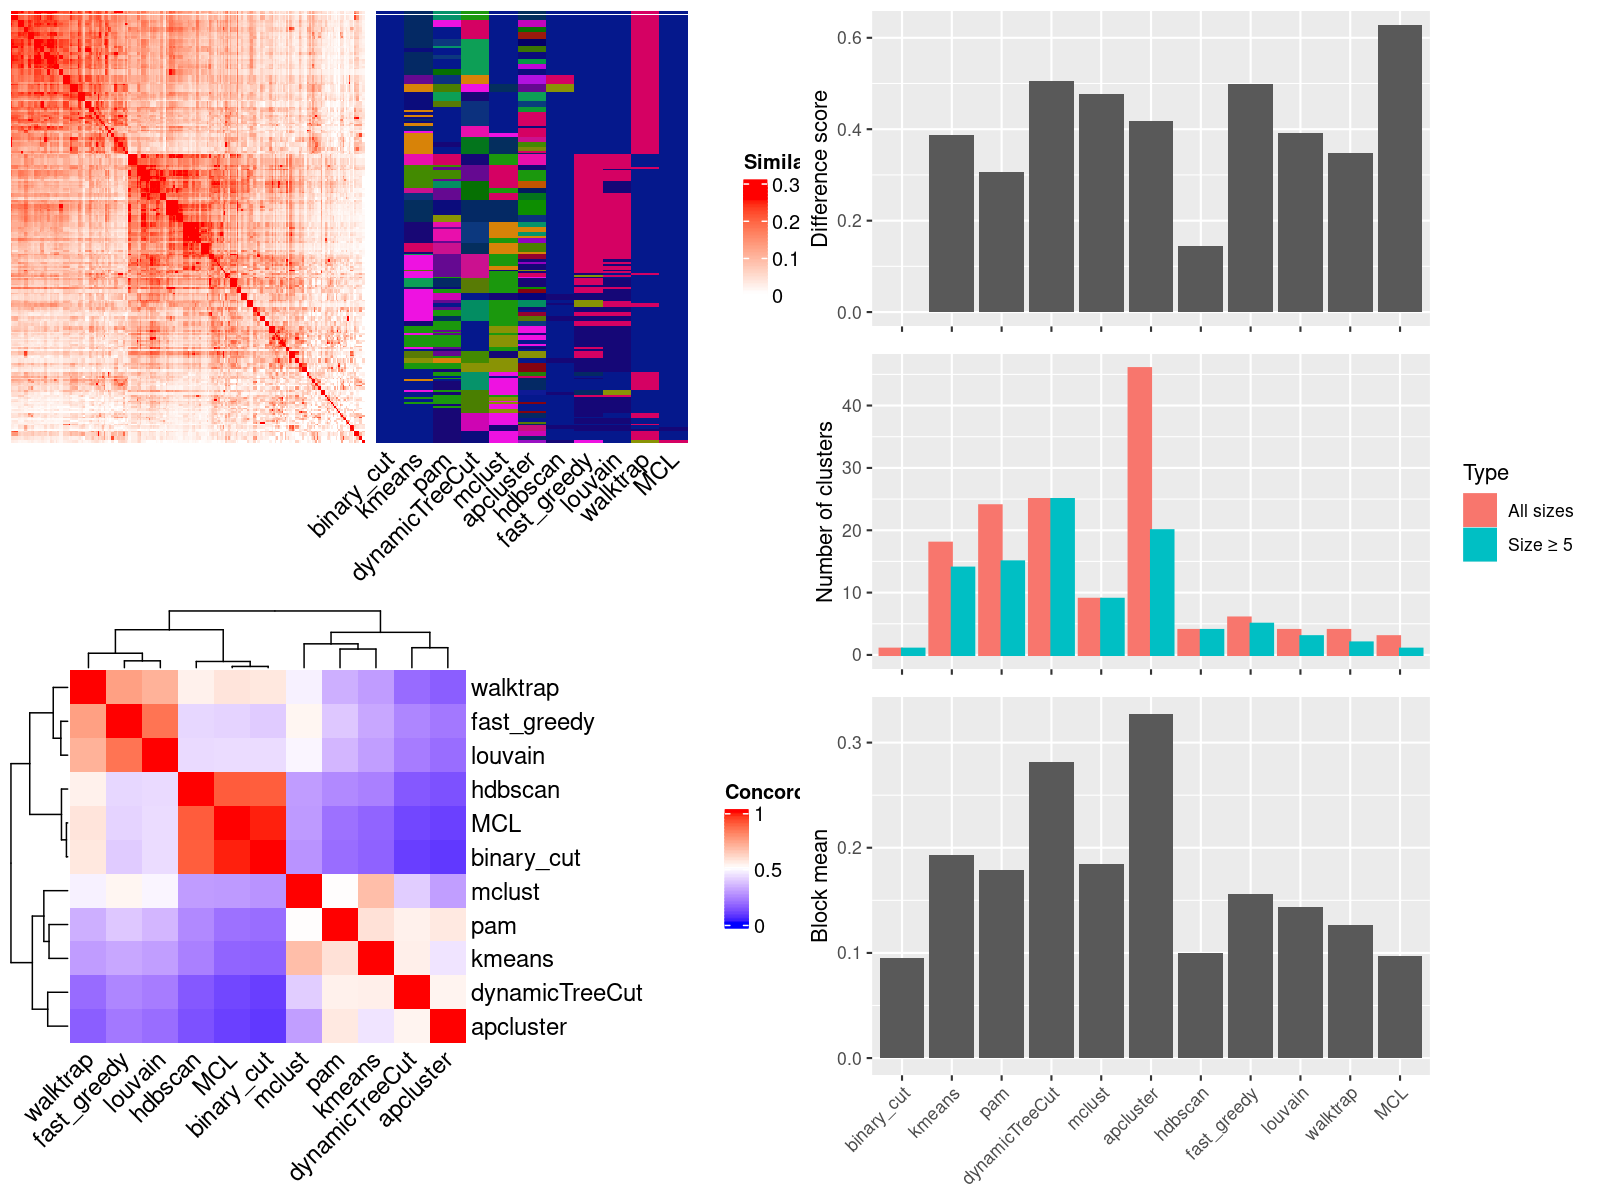 Simila
0.3
0.2
0.1
0
binary_cut
kmeans
pam
dynamicTreeCut
mclust
apcluster
hdbscan
fast_greedy
louvain
walktrap
MCL
Difference score
0.6
0.4
0.2
0.0
Number of clusters
40
30
20
10
0
Type
All sizes
Size ≥ 5
walktrap
fast_greedy
louvain
hdbscan
MCL
binary_cut
mclust
pam
kmeans
dynamicTreeCut
apcluster
walktrap
fast_greedy
louvain
hdbscan
MCL
binary_cut
mclust
pam
kmeans
dynamicTreeCut
apcluster
Concord
1
0.5
0
Block mean
0.3
0.2
0.1
0.0
binary_cut
kmeans
pam
dynamicTreeCut
mclust
apcluster
hdbscan
fast_greedy
louvain
walktrap
MCL